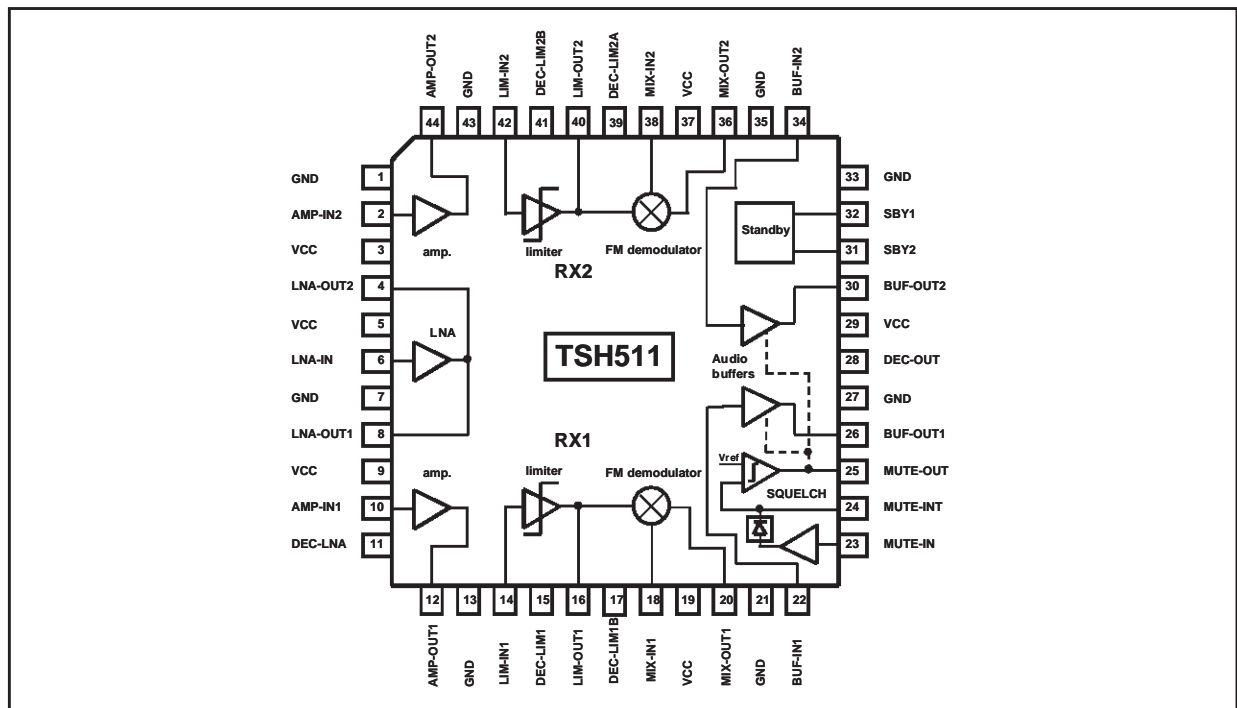 AMP-OUT2
GND
LIM-IN2
DEC-LIM2B
LIM-OUT2
DEC-LIM2A
MIX-IN2
VCC
MIX-OUT2
GND
BUF-IN2
44
43
42
41
40
39
38
37
36
35
34
GND
1
AMP-IN2
2
VCC
3
LNA-OUT2
4
VCC
5
LNA-IN
6
GND
7
LNA-OUT1
8
VCC
9
AMP-IN1
10
DEC-LNA
11
amp.
limiter
FM demodulator
RX2
Standby
LNA
TSH511
Audio
buffers
RX1
amp.
limiter
FM demodulator
Vref
SQUELCH
33
GND
32
SBY1
31
SBY2
30
BUF-OUT2
29
VCC
28
DEC-OUT
27
GND
26
BUF-OUT1
25
MUTE-OUT
24
MUTE-INT
23
MUTE-IN
12
13
14
15
16
17
18
19
20
21
22
AMP-OUT1
GND
LIM-IN1
DEC-LIM1
LIM-OUT1
DEC-LIM1B
MIX-IN1
VCC
MIX-OUT1
GND
BUF-IN1